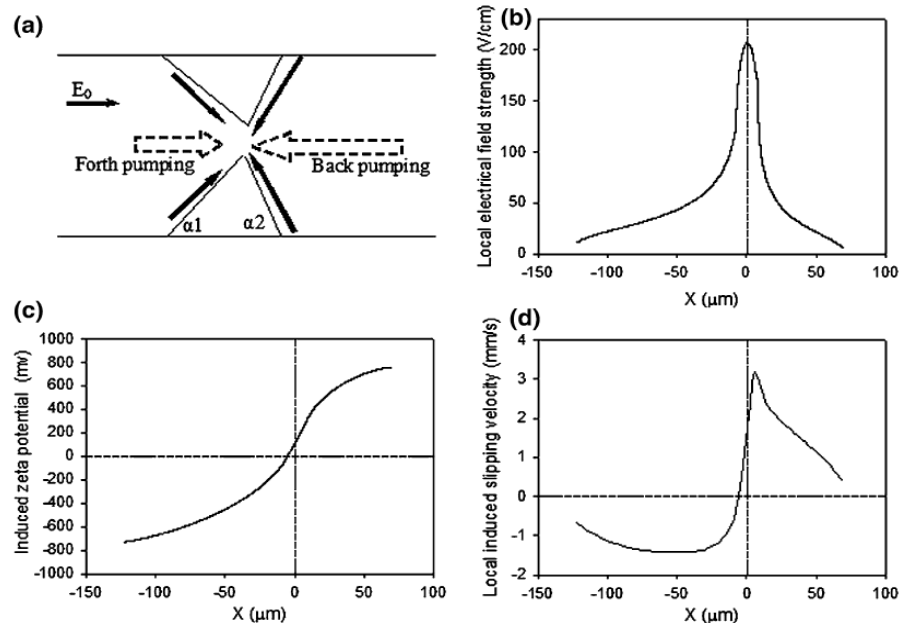 (a)
E₀
Forth pumping
Back pumping
α1
α2
(b)
Local electrical field strength (V/cm)
200
150
100
50
0
-150 -100 -50 0 50 100
X (μm)
(c)
Induced zeta potential (mv)
1000
800
600
400
200
0
-200
-400
-600
-800
-1000
-150 -100 -50 0 50 100
X (μm)
(d)
Local induced slipping velocity (mm/s)
4
3
2
1
0
-1
-2
-150 -100 -50 0 50 100
X (μm)